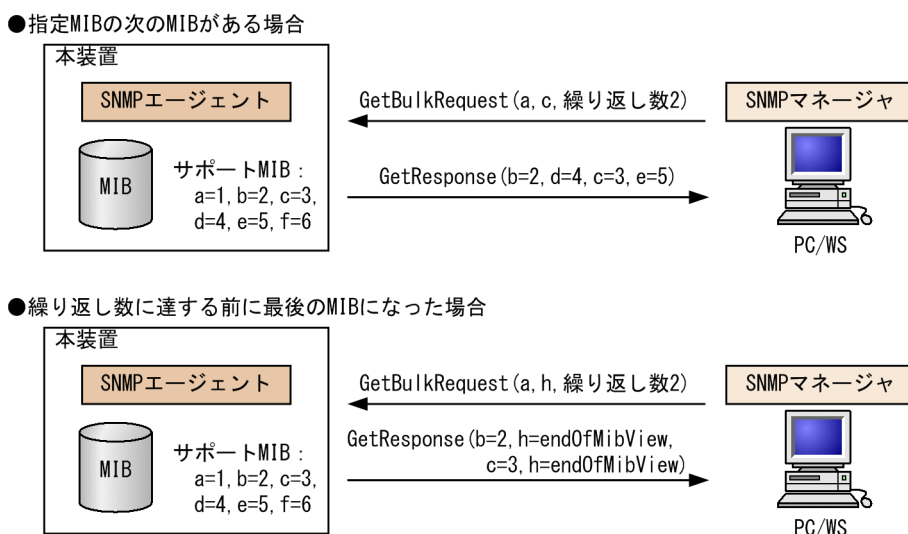 ●指定MIBの次のMIBがある場合
本装置
SNMPエージェント
MIB
サポートMIB：
a=1,b=2,c=3,
d=4,e=5,f=6
GetBulkRequest(a,c,繰り返し数2)
GetResponse(b=2,d=4,c=3,e=5)
SNMPマネージャ
PC/WS
●繰り返し数に達する前に最後のMIBになった場合
本装置
SNMPエージェント
MIB
サポートMIB：
a=1,b=2,c=3,
d=4,e=5,f=6
GetBulkRequest(a,h,繰り返し数2)
GetResponse(b=2,h=endOfMibView,
c=3,h=endOfMibView)
SNMPマネージャ
PC/WS